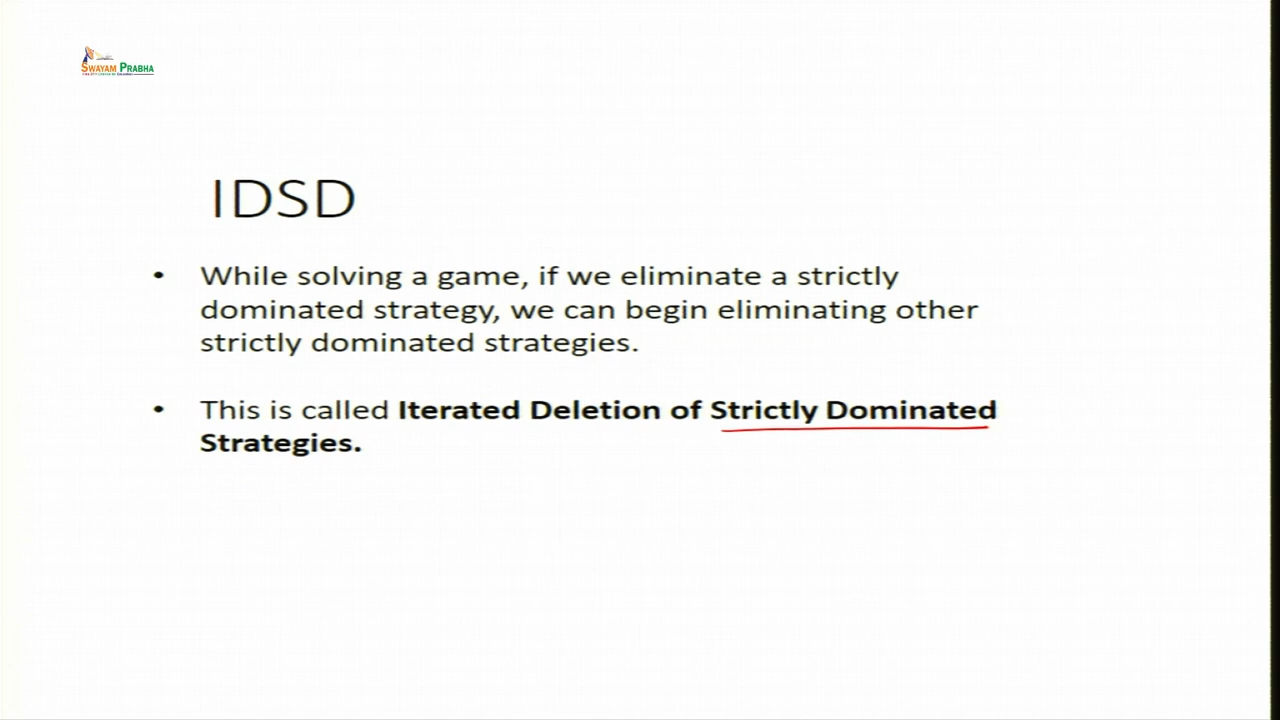 SWAYAM PRABHA
IDSD
• While solving a game, if we eliminate a strictly
dominated strategy, we can begin eliminating other
strictly dominated strategies.
• This is called Iterated Deletion of Strictly Dominated
Strategies.